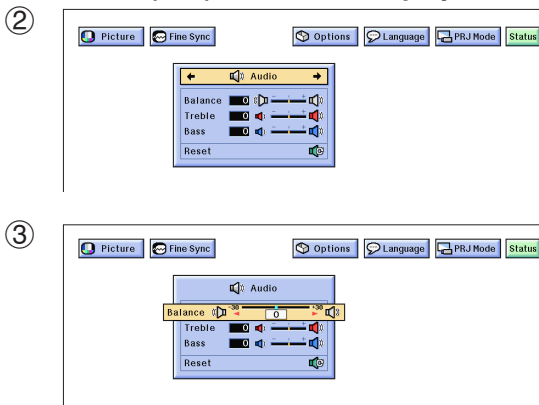 ②
Picture Fine Sync Options Language PRJ Mode Status
Audio
Balance 0 - +
Treble 0 - +
Bass 0 - +
Reset
③
Picture Fine Sync Options Language PRJ Mode Status
Audio
Balance -30 0 +30
Treble 0 - +
Bass 0 - +
Reset